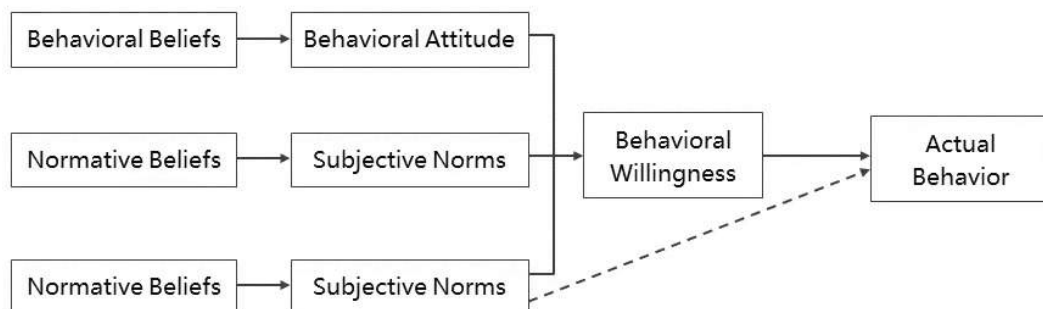 Behavioral Beliefs
Behavioral Attitude
Normative Beliefs
Subjective Norms
Behavioral
Willingness
Actual
Behavior
Normative Beliefs
Subjective Norms